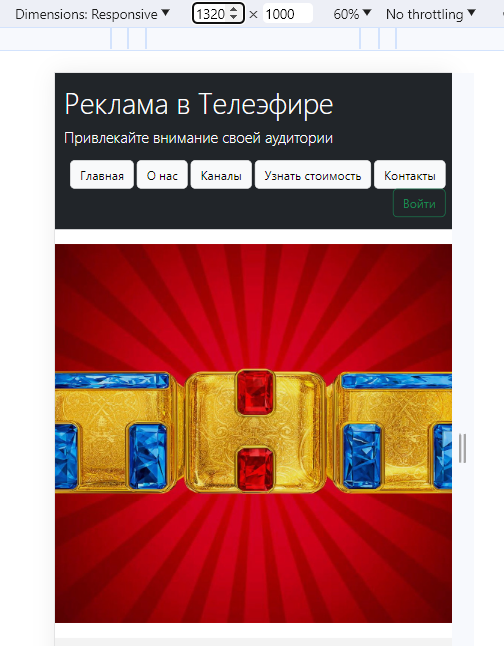 Dimensions: Responsive 1320 × 1000 60% No throttling
Реклама в Телеэфире
Привлекайте внимание своей аудитории
Главная О нас Каналы Узнать стоимость Контакты
Войти
ТНТ